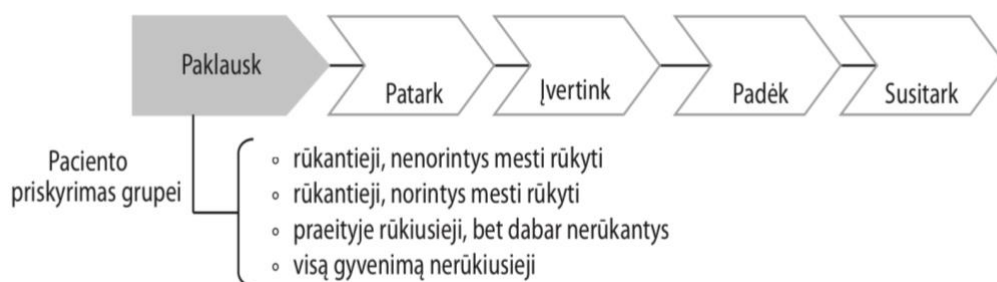 Paklausk
Patark
Įvertink
Padėk
Susitark
Paciento
priskyrimas grupei
rūkantieji, nenorintys mesti rūkyti
rūkantieji, norintys mesti rūkyti
praeityje rūkiusieji, bet dabar nerūkantys
visą gyvenimą nerūkiusieji